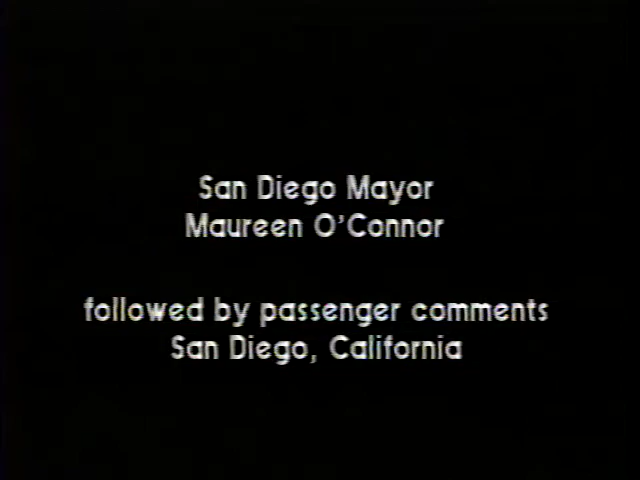 San Diego Mayor
Maureen O'Connor
followed by passenger comments
San Diego, California